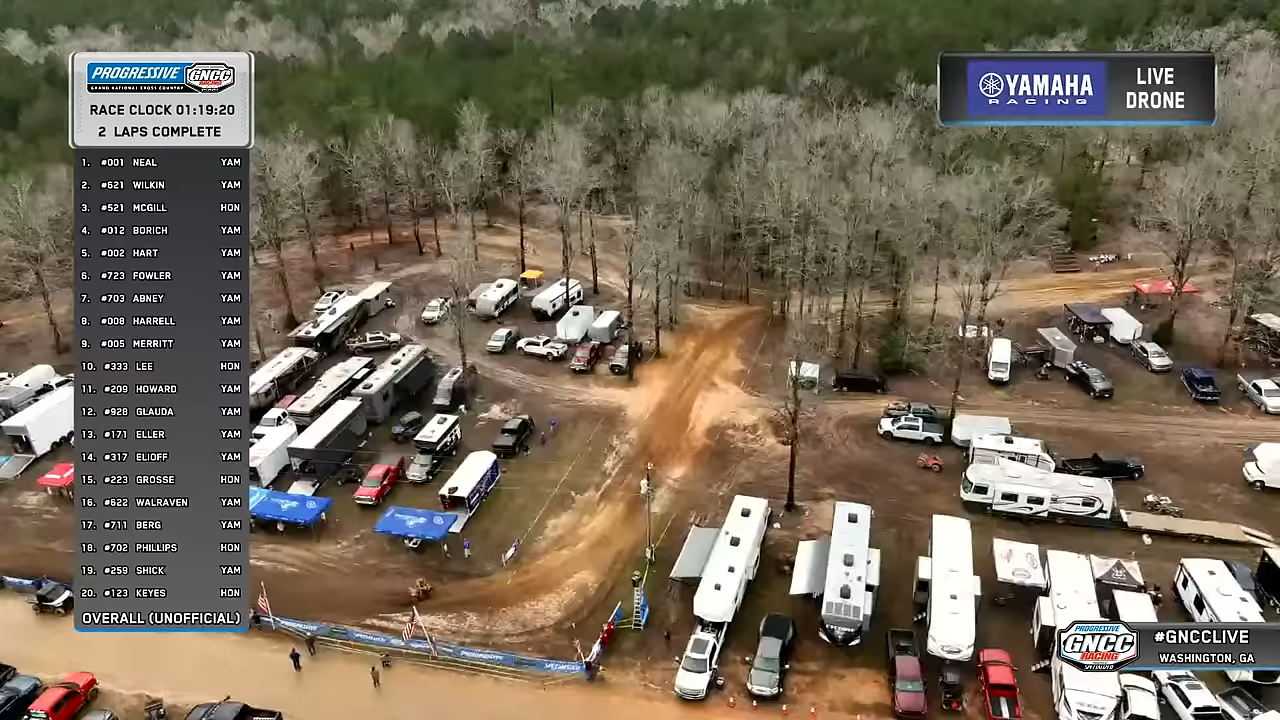 PROGRESSIVE GNCC RACING
GRAND NATIONAL CROSS COUNTRY
RACE CLOCK 01:19:20
2 LAPS COMPLETE
1. #001 NEAL YAM
2. #621 WILKIN YAM
3. #521 MCGILL HON
4. #012 BORICH YAM
5. #002 HART YAM
6. #723 FOWLER YAM
7. #703 ABNEY YAM
8. #008 HARRELL YAM
9. #005 MERRITT YAM
10. #333 LEE HON
11. #209 HOWARD YAM
12. #928 GLAUDA YAM
13. #171 ELLER YAM
14. #317 ELIOFF YAM
15. #223 GROSSE HON
16. #622 WALRAVEN YAM
17. #711 BERG YAM
18. #702 PHILLIPS HON
19. #259 SHICK YAM
20. #123 KEYES HON
OVERALL (UNOFFICIAL)
YAMAHA
RACING
LIVE
DRONE
PROGRESSIVE
GNCC
RACING
SPECIALIZED
#GNCCLIVE
WASHINGTON, GA